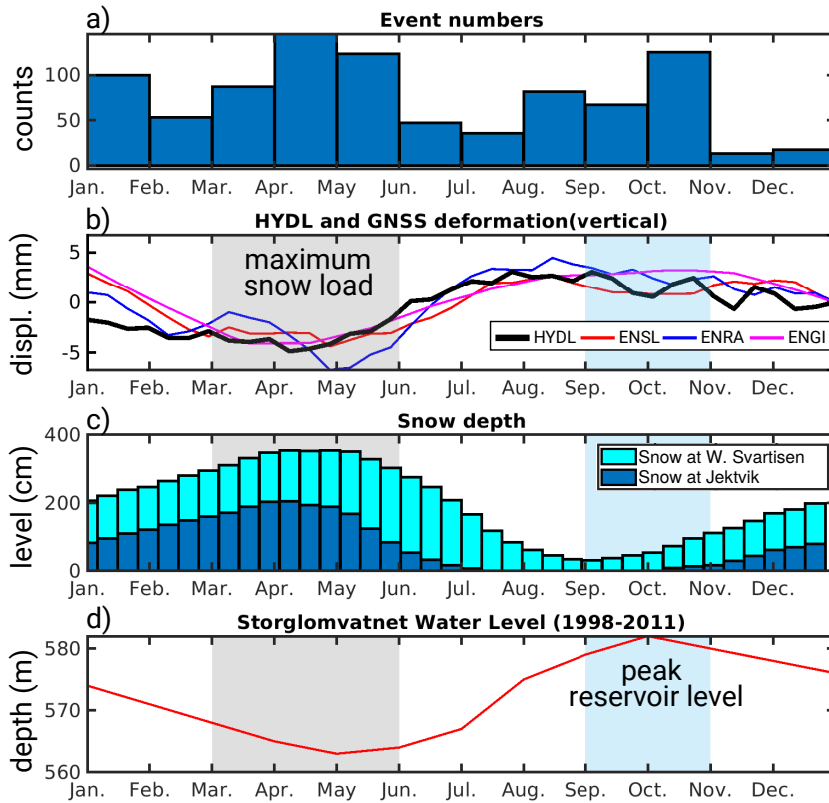 a)
Event numbers
counts
100
50
0
Jan. Feb. Mar. Apr. May Jun. Jul. Aug. Sep. Oct. Nov. Dec.
b)
HYDL and GNSS deformation(vertical)
displ. (mm)
5
0
-5
maximum
snow load
HYDL ENSL ENRA ENGI
Jan. Feb. Mar. Apr. May Jun. Jul. Aug. Sep. Oct. Nov. Dec.
c)
Snow depth
level (cm)
400
200
0
Snow at W. Svartisen
Snow at Jektvik
Jan. Feb. Mar. Apr. May Jun. Jul. Aug. Sep. Oct. Nov. Dec.
d)
Storglomvatnet Water Level (1998-2011)
depth (m)
580
570
560
peak
reservoir level
Jan. Feb. Mar. Apr. May Jun. Jul. Aug. Sep. Oct. Nov. Dec.